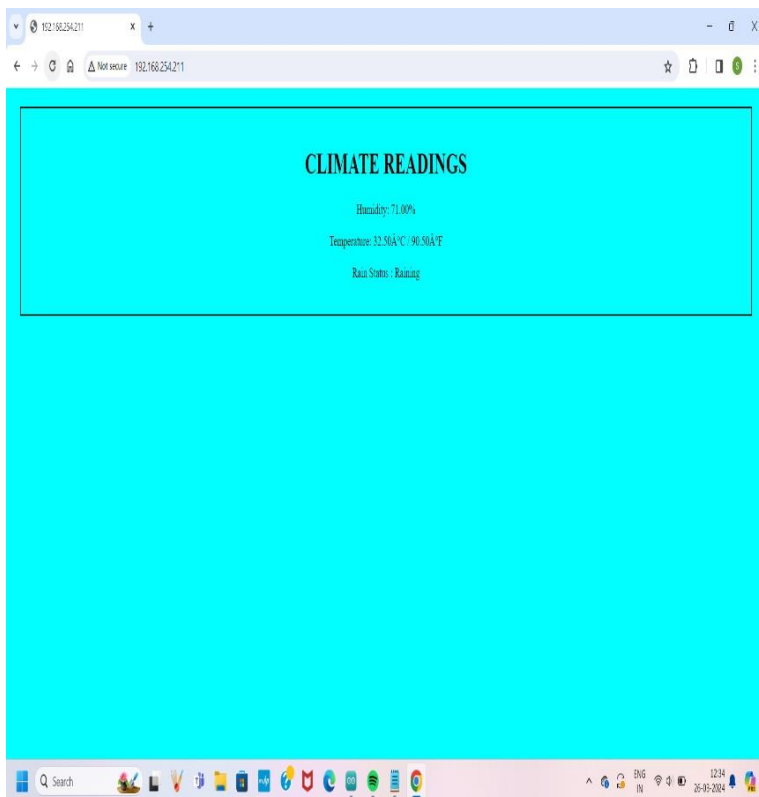 192.168.254.211
Not secure 192.168.254.211
S
CLIMATE READINGS
Humidity: 71.00%
Temperature: 32.50Â°C / 90.50Â°F
Rain Status : Raining
Search
ENG
IN
12:34
26-03-2024